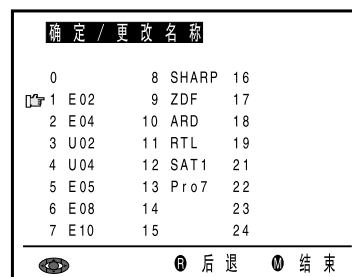 确定/更改名称
0 8 SHARP 16
1 E02 9 ZDF 17
2 E04 10 ARD 18
3 U02 11 RTL 19
4 U04 12 SAT1 21
5 E05 13 Pro7 22
6 E08 14 23
7 E10 15 24
R 后退 M 结束